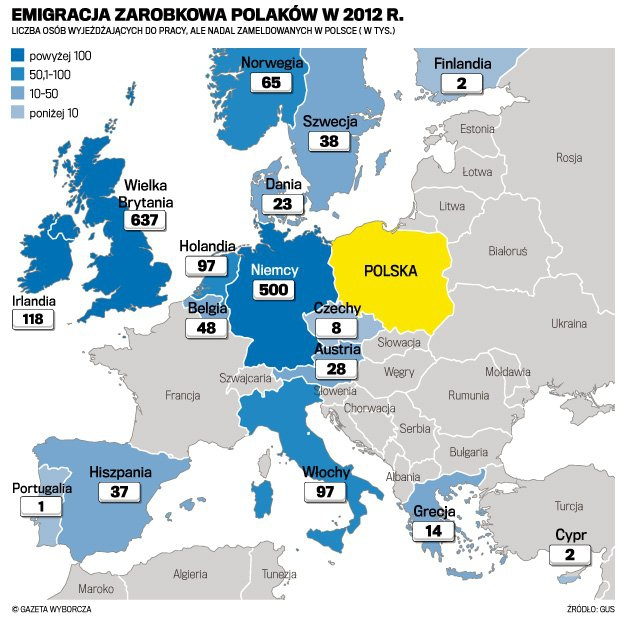 EMIGRACJA ZAROBKOWA POLAKÓW W 2012 R.
LICZBA OSÓB WYJEŻDŻAJĄCYCH DO PRACY, ALE NADAL ZAMELDOWANYCH W POLSCE ( W TYS.)
powyżej 100
50,1-100
10-50
poniżej 10
Norwegia
65
Finlandia
2
Szwecja
38
Estonia
Rosja
Łotwa
Dania
23
Litwa
Wielka
Brytania
637
Białoruś
Holandia
97
Niemcy
500
POLSKA
Irlandia
118
Belgia
48
Czechy
8
Ukraina
Austria
28
Słowacja
Francja
Szwajcaria
Węgry
Mołdawia
Słowenia
Rumunia
Chorwacja
Serbia
Bułgaria
Hiszpania
37
Portugalia
1
Włochy
97
Albania
Grecja
14
Turcja
Cypr
2
Maroko
Algieria
Tunezja
© GAZETA WYBORCZA
ŹRÓDŁO: GUS